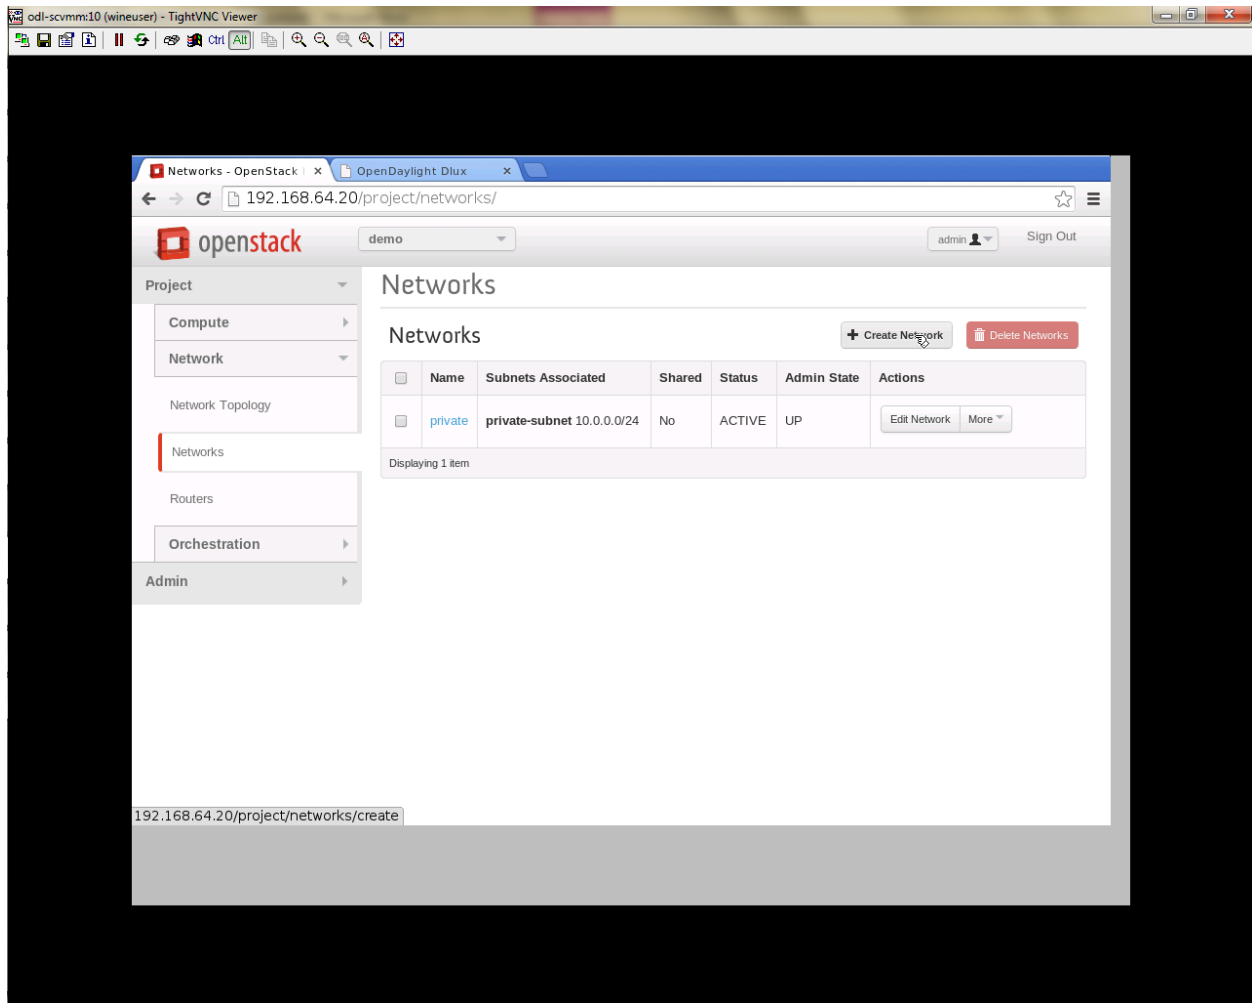 odl-scvmm:10 (wineuser) - TightVNC Viewer
Ctrl Alt
Networks - OpenStack × OpenDaylight Dlux ×
192.168.64.20/project/networks/
openstack demo admin Sign Out
Project
Compute
Network
Network Topology
Networks
Routers
Orchestration
Admin
Networks
Networks + Create Network Delete Networks
Name Subnets Associated Shared Status Admin State Actions
private private-subnet 10.0.0.0/24 No ACTIVE UP Edit Network More
Displaying 1 item
192.168.64.20/project/networks/create